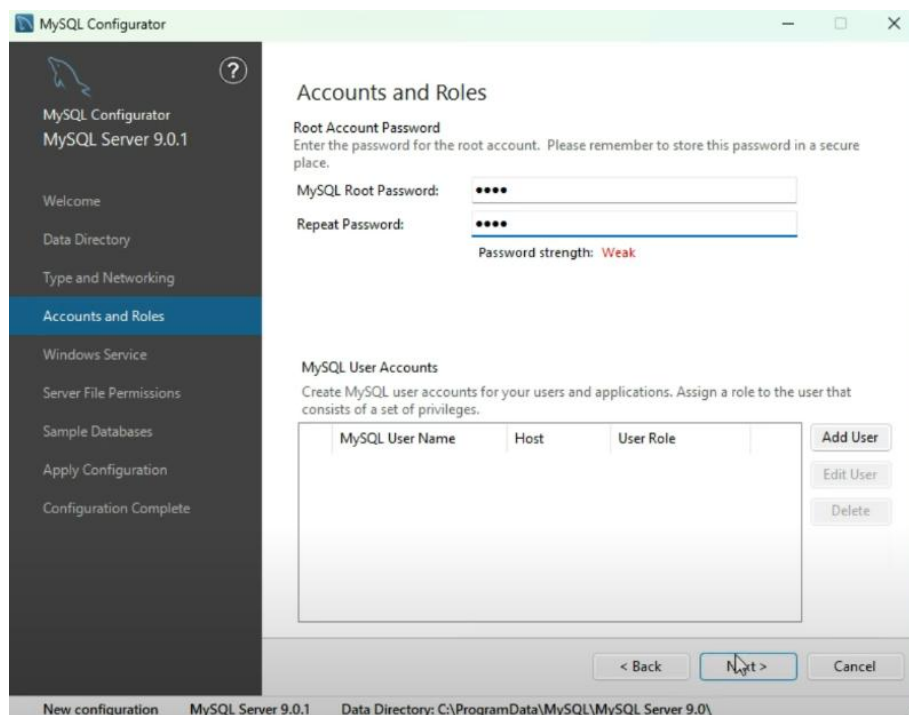 MySQL Configurator
MySQL Configurator
MySQL Server 9.0.1
Welcome
Data Directory
Type and Networking
Accounts and Roles
Windows Service
Server File Permissions
Sample Databases
Apply Configuration
Configuration Complete
?
Accounts and Roles
Root Account Password
Enter the password for the root account. Please remember to store this password in a secure
place.
MySQL Root Password: ••••
Repeat Password: ••••
Password strength: Weak
MySQL User Accounts
Create MySQL user accounts for your users and applications. Assign a role to the user that
consists of a set of privileges.
MySQL User Name Host User Role
Add User
Edit User
Delete
< Back Next > Cancel
New configuration MySQL Server 9.0.1 Data Directory: C:\ProgramData\MySQL\MySQL Server 9.0\